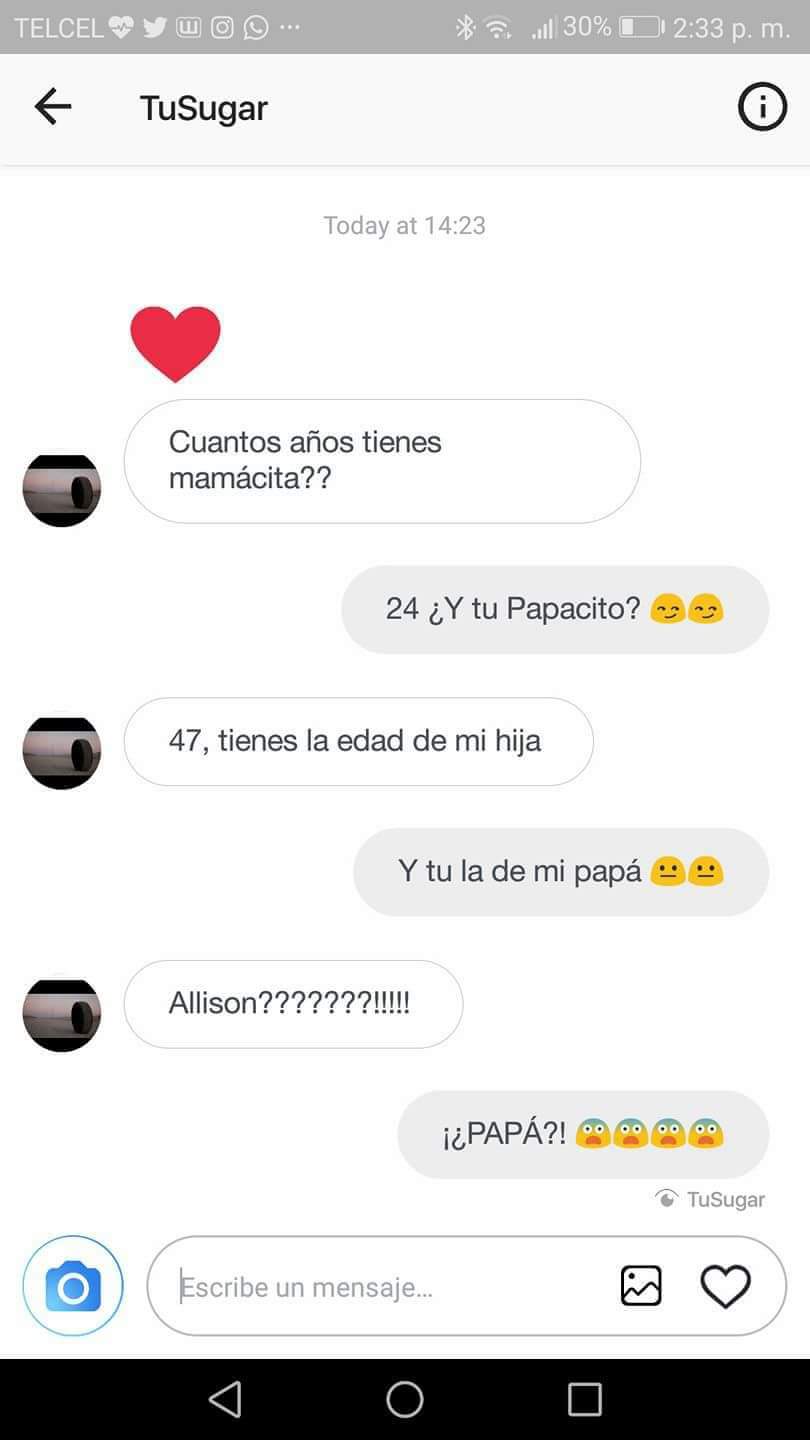 TELCEL 30% 2:33 p. m.
TuSugar
Today at 14:23
Cuantos años tienes
mamácita??
24 ¿Y tu Papacito? 😏😏
47, tienes la edad de mi hija
Y tu la de mi papá 😐😐
Allison???????!!!!!
¡¿PAPÁ?! 😨😨😨😨
TuSugar
Escribe un mensaje...